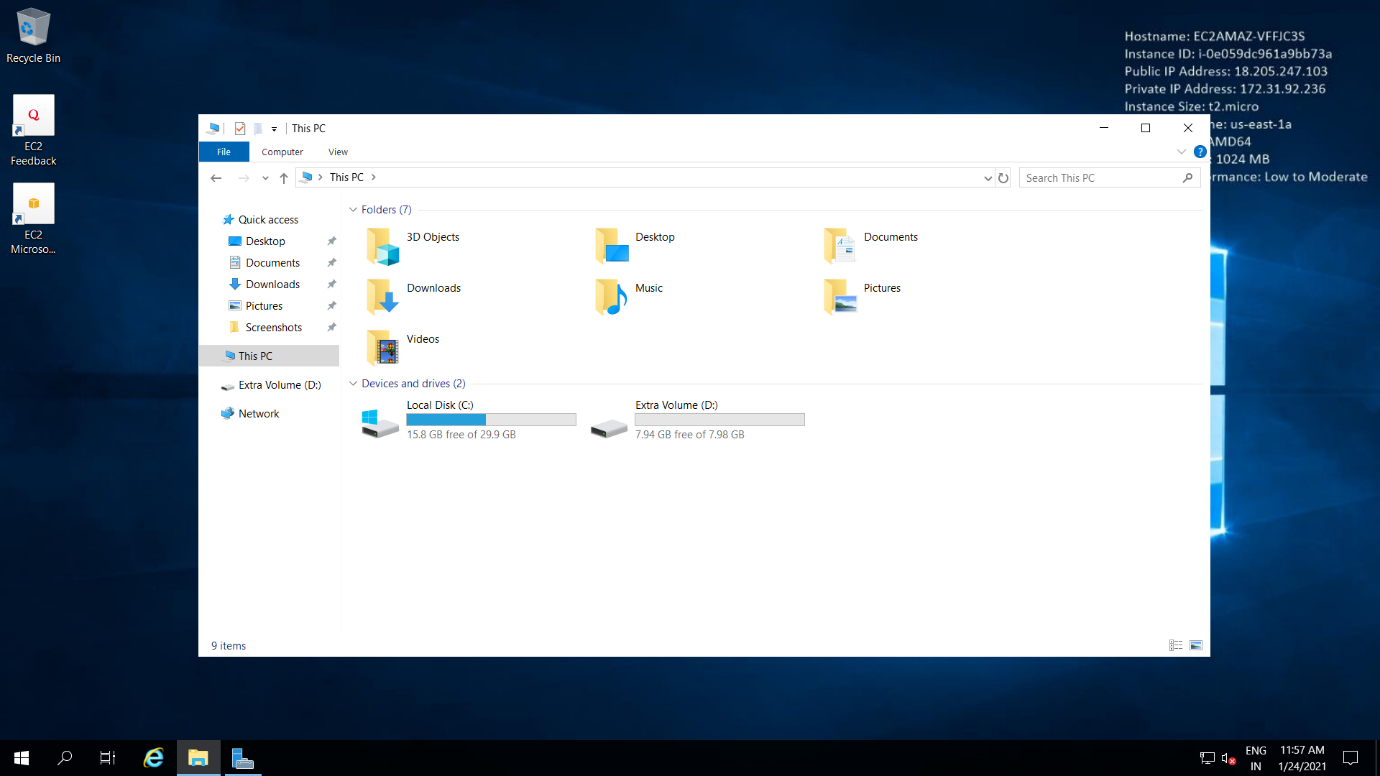 Recycle Bin
EC2
Feedback
EC2
Microso...
Hostname: EC2AMAZ-VFFJC3S
Instance ID: i-0e059dc961a9bb73a
Public IP Address: 18.205.247.103
Private IP Address: 172.31.92.236
Instance Size: t2.micro
us-east-1a
AMD64
1024 MB
Low to Moderate
This PC
File
Computer
View
This PC
Search This PC
Quick access
Desktop
Documents
Downloads
Pictures
Screenshots
This PC
Extra Volume (D:)
Network
Folders (7)
3D Objects
Desktop
Documents
Downloads
Music
Pictures
Videos
Devices and drives (2)
Local Disk (C:)
15.8 GB free of 29.9 GB
Extra Volume (D:)
7.94 GB free of 7.98 GB
9 items
ENG
IN
11:57 AM
1/24/2021